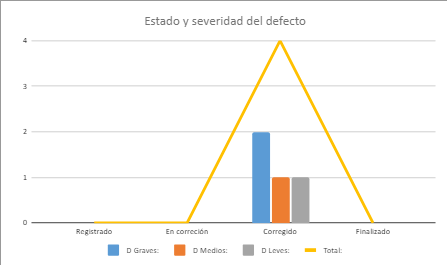 Estado y severidad del defecto
4
3
2
1
0
Registrado En correción Corregido Finalizado
D Graves: D Medios: D Leves: Total: